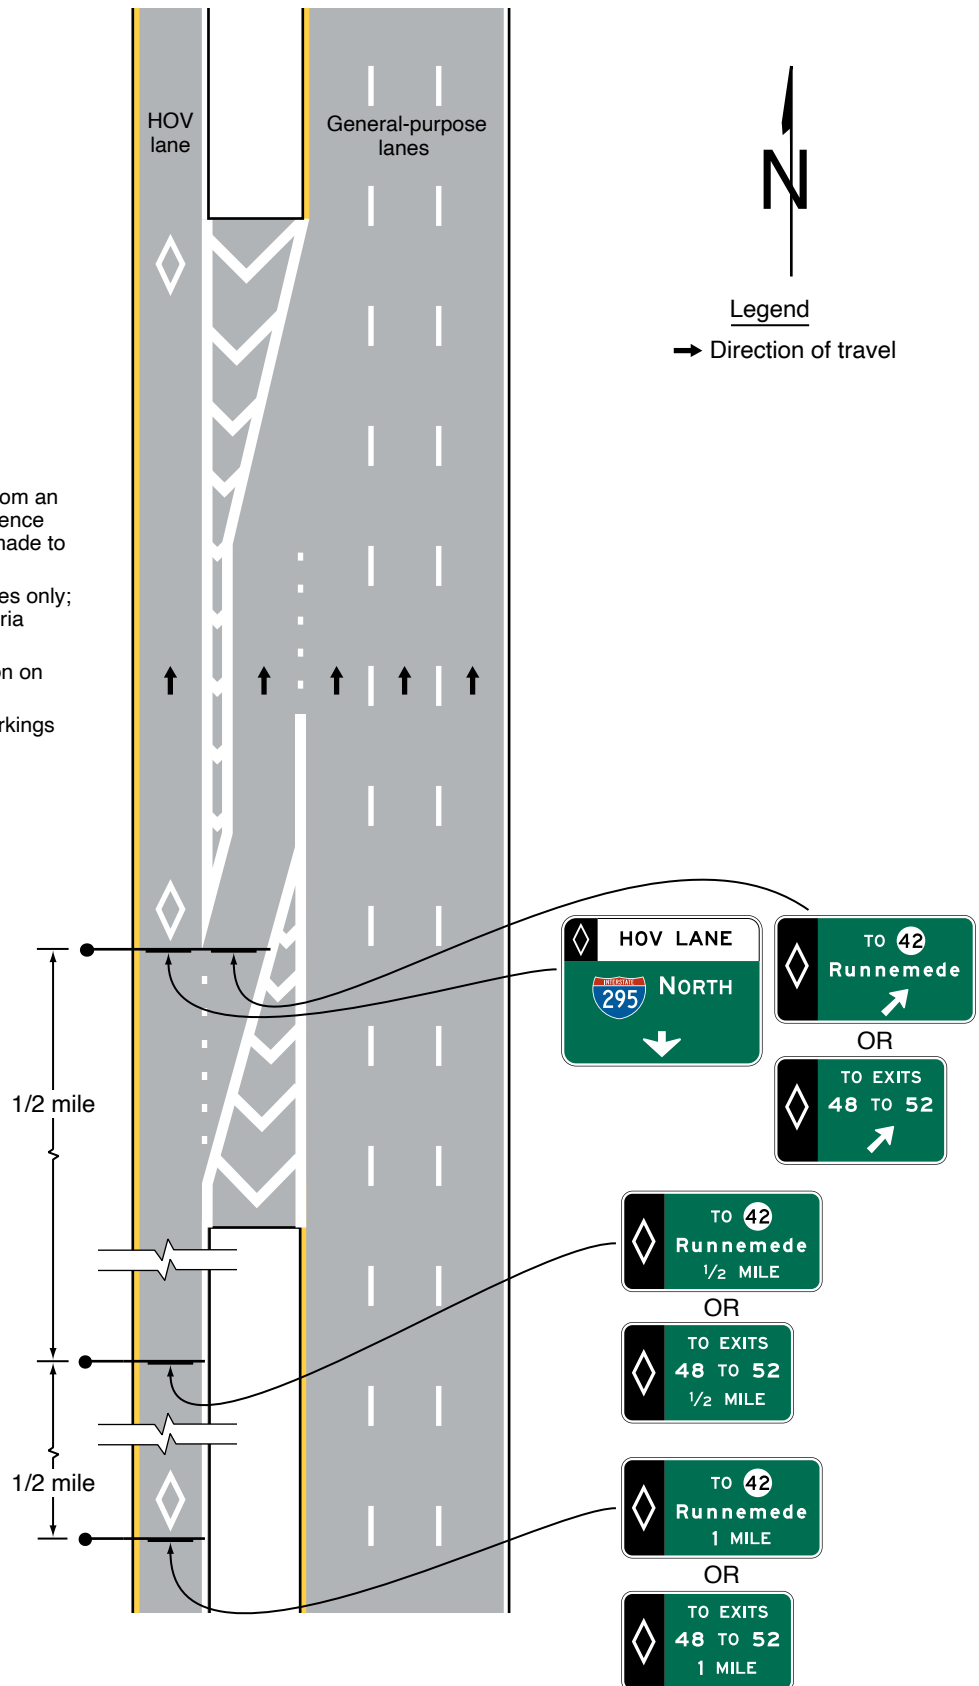 HOV
lane
General-purpose
lanes
N
Legend
Direction of travel
om an
ence
nade to
es only;
ria
on on
rkings
HOV LANE
INTERSTATE
295
NORTH
TO 42
Runnemede
OR
TO EXITS
48 TO 52
1/2 mile
TO 42
Runnemede
1/2 MILE
OR
TO EXITS
48 TO 52
1/2 MILE
1/2 mile
TO 42
Runnemede
1 MILE
OR
TO EXITS
48 TO 52
1 MILE